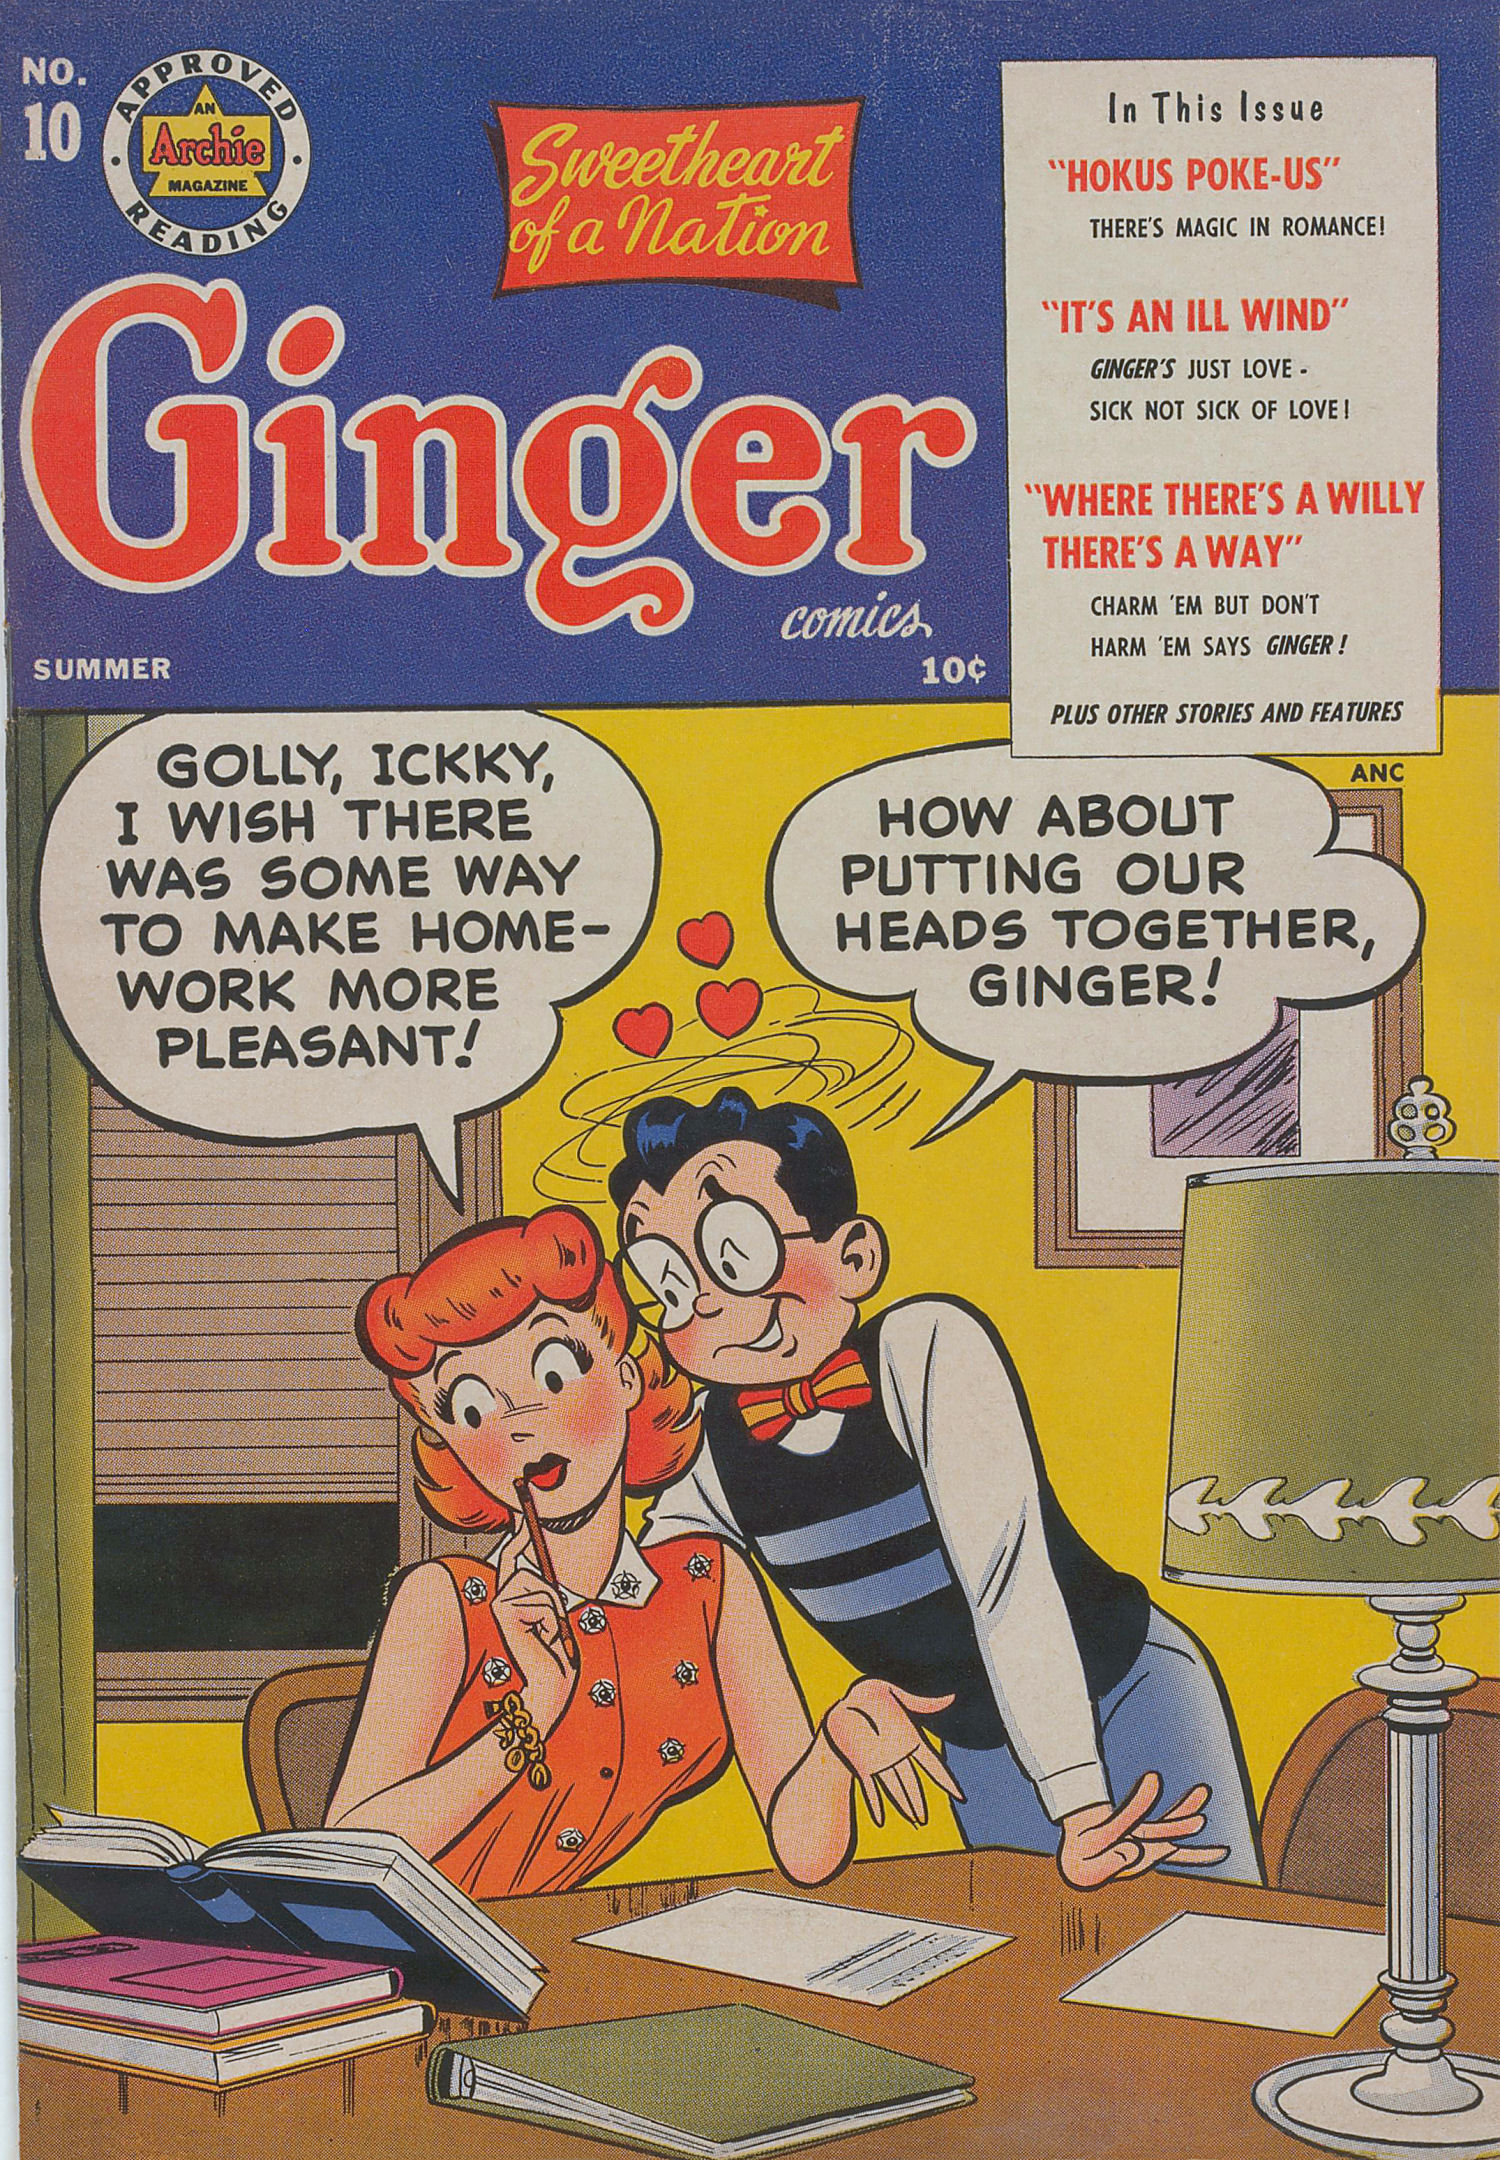 NO.
10
APPROVED
READING
AN
Archie
MAGAZINE
Sweetheart
of a Nation
Ginger
comics
SUMMER
10¢
In This Issue
"HOKUS POKE-US"
THERE'S MAGIC IN ROMANCE!
"IT'S AN ILL WIND"
GINGER'S JUST LOVE -
SICK NOT SICK OF LOVE!
"WHERE THERE'S A WILLY
THERE'S A WAY"
CHARM 'EM BUT DON'T
HARM 'EM SAYS GINGER!
PLUS OTHER STORIES AND FEATURES
ANC
GOLLY, ICKKY,
I WISH THERE
WAS SOME WAY
TO MAKE HOME-
WORK MORE
PLEASANT!
HOW ABOUT
PUTTING OUR
HEADS TOGETHER,
GINGER!